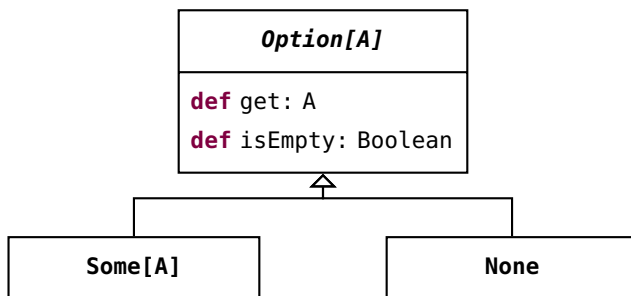 Option[A]
def get: A
def isEmpty: Boolean
Some[A]
None